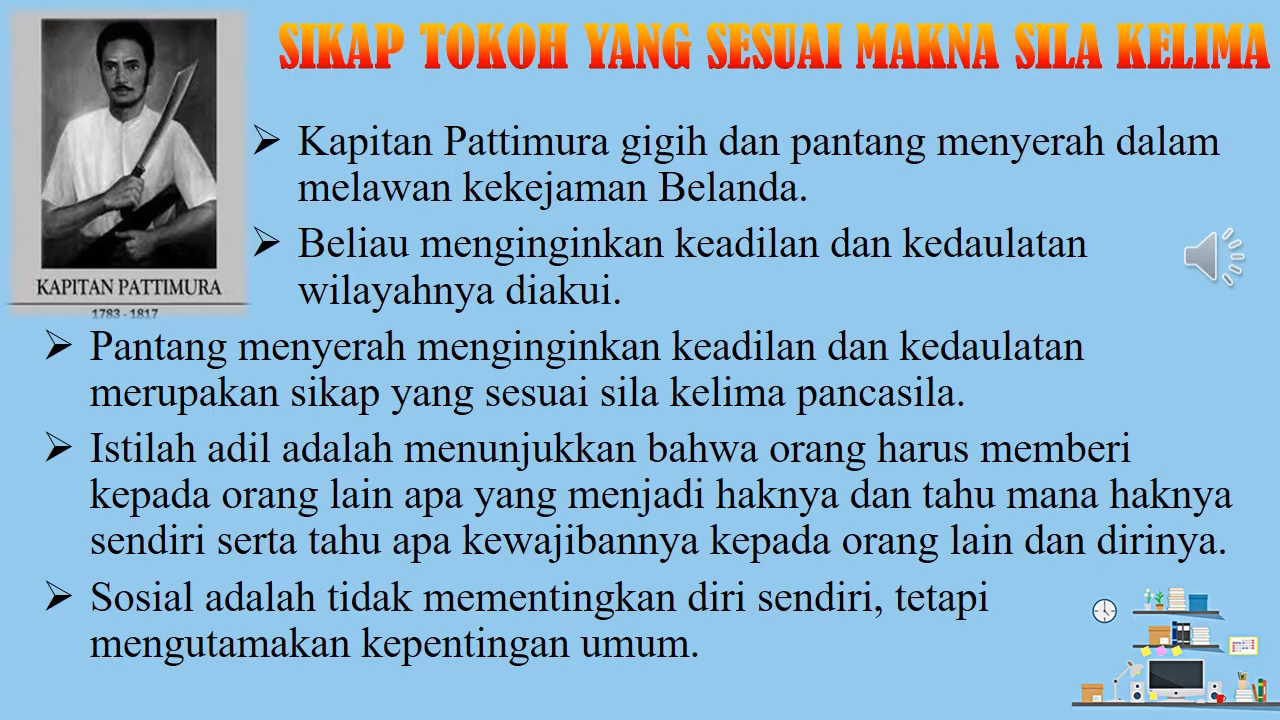 SIKAP TOKOH YANG SESUAI MAKNA SILA KELIMA
KAPITAN PATTIMURA
1783 - 1817
➢ Kapitan Pattimura gigih dan pantang menyerah dalam
melawan kekejaman Belanda.
➢ Beliau menginginkan keadilan dan kedaulatan
wilayahnya diakui.
➢ Pantang menyerah menginginkan keadilan dan kedaulatan
merupakan sikap yang sesuai sila kelima pancasila.
➢ Istilah adil adalah menunjukkan bahwa orang harus memberi
kepada orang lain apa yang menjadi haknya dan tahu mana haknya
sendiri serta tahu apa kewajibannya kepada orang lain dan dirinya.
➢ Sosial adalah tidak mementingkan diri sendiri, tetapi
mengutamakan kepentingan umum.